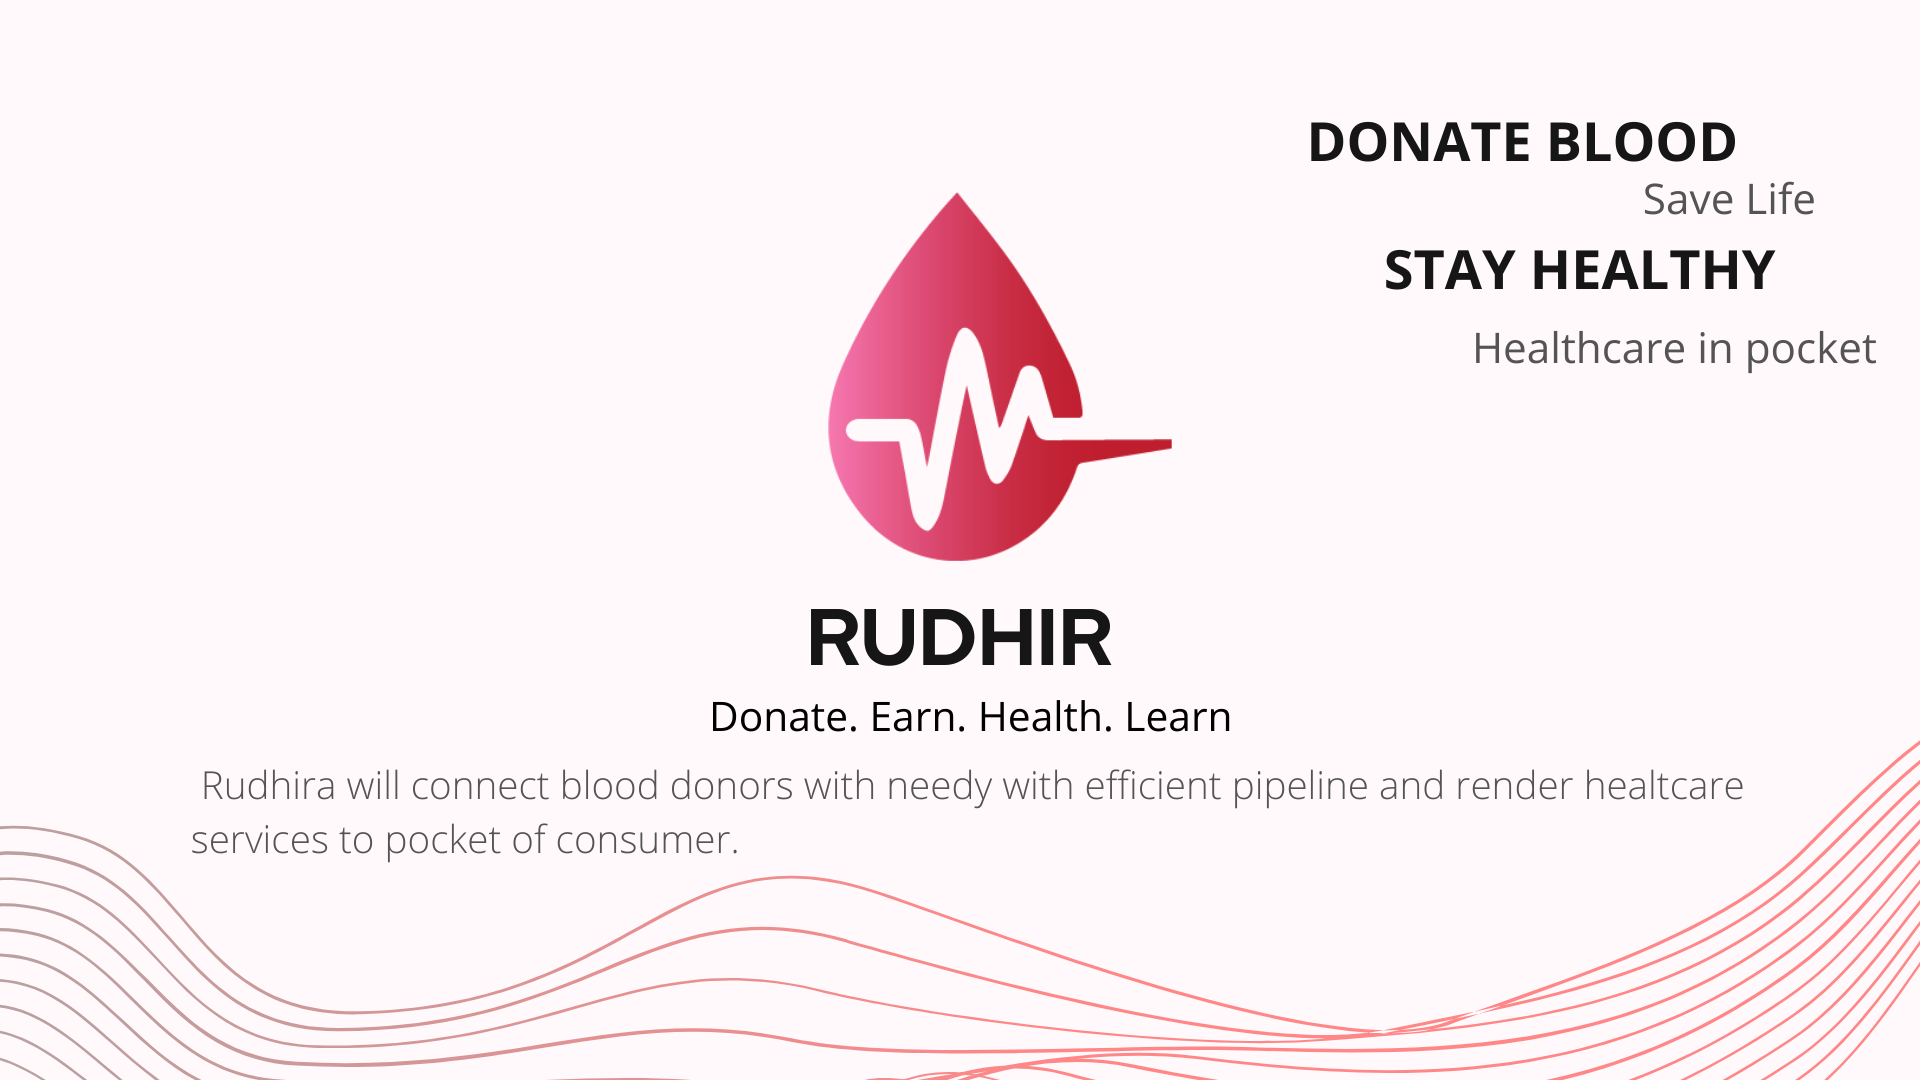 DONATE BLOOD
Save Life
STAY HEALTHY
Healthcare in pocket
RUDHIR
Donate. Earn. Health. Learn
Rudhira will connect blood donors with needy with efficient pipeline and render healtcare
services to pocket of consumer.